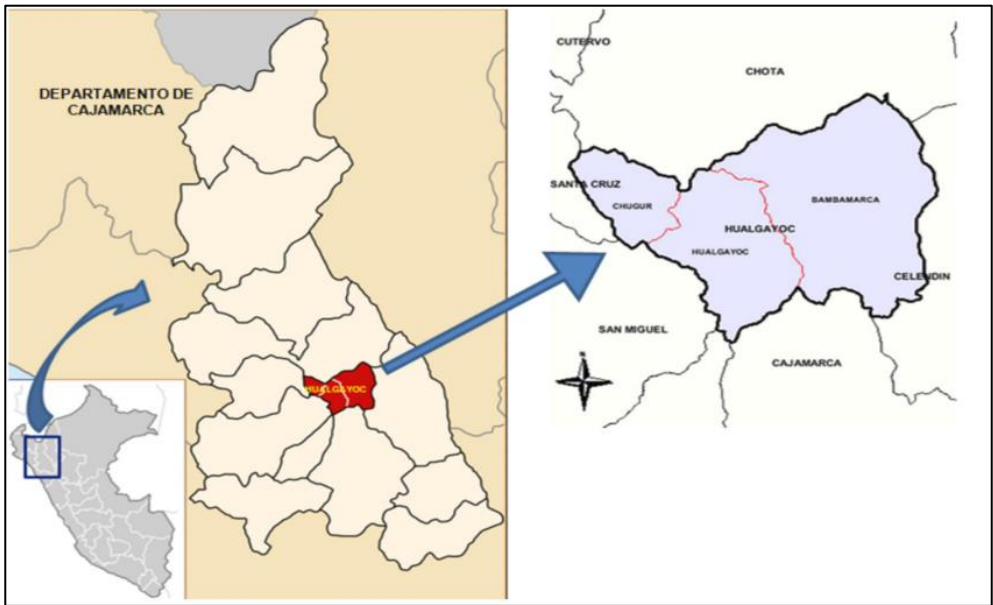 DEPARTAMENTO DE
CAJAMARCA
HUALGAYOC
CUTERVO
CHOTA
SANTA CRUZ
CHUGUR
BAMBAMARCA
HUALGAYOC
HUALGAYOC
CELENDIN
SAN MIGUEL
CAJAMARCA
N